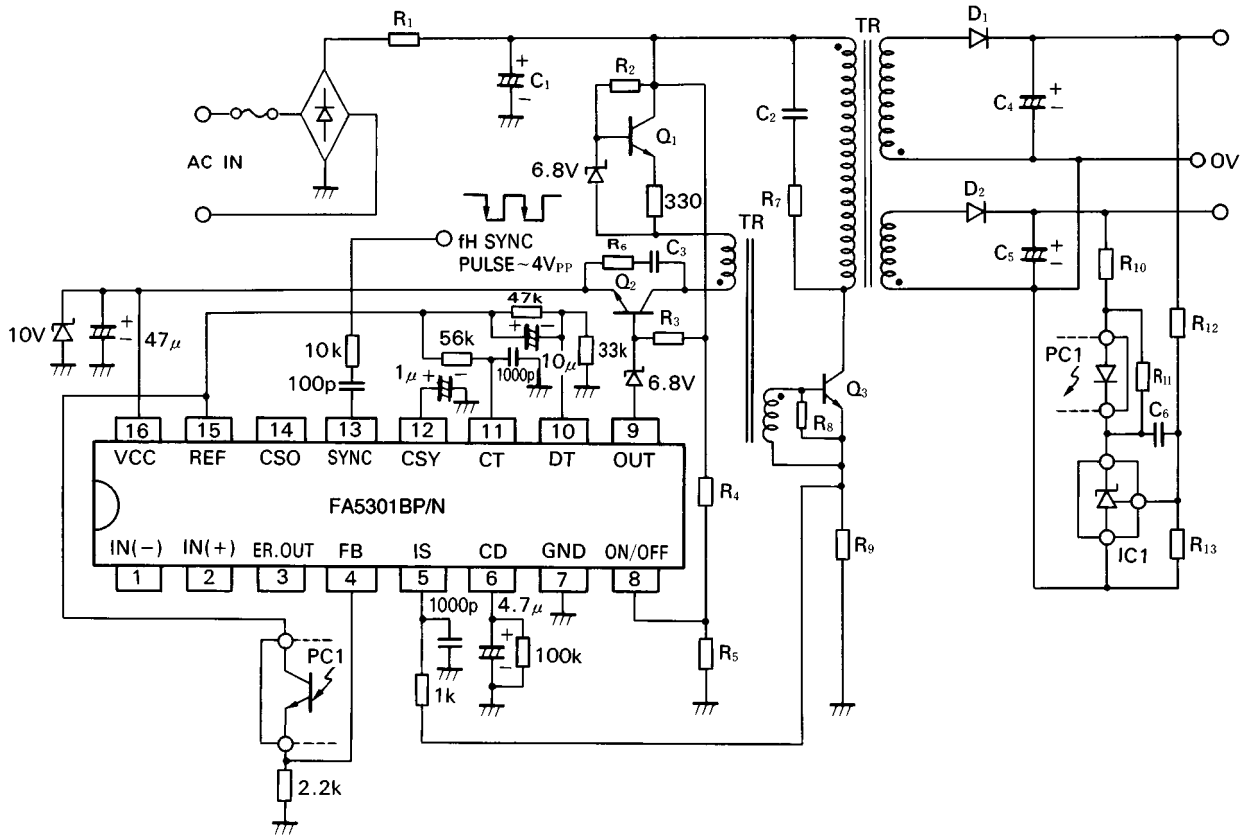 R1
TR
D1
+
C1
−
R2
C2
C4
+
−
Q1
0V
AC IN
6.8V
330
R7
D2
fH SYNC
PULSE~4VPP
TR
R6
C3
C5
+
−
R10
Q2
10V
+
−
47μ
47k
R3
R12
10k
56k
+
−
10μ
33k
PC1
100p
1μ
+
−
1000p
6.8V
Q3
R11
R8
C6
16
15
14
13
12
11
10
9
VCC
REF
CSO
SYNC
CSY
CT
DT
OUT
FA5301BP/N
R4
IN(−)
IN(+)
ER.OUT
FB
IS
CD
GND
ON/OFF
R9
IC1
R13
1
2
3
4
5
6
7
8
1000p
4.7μ
+
−
100k
R5
PC1
1k
2.2k